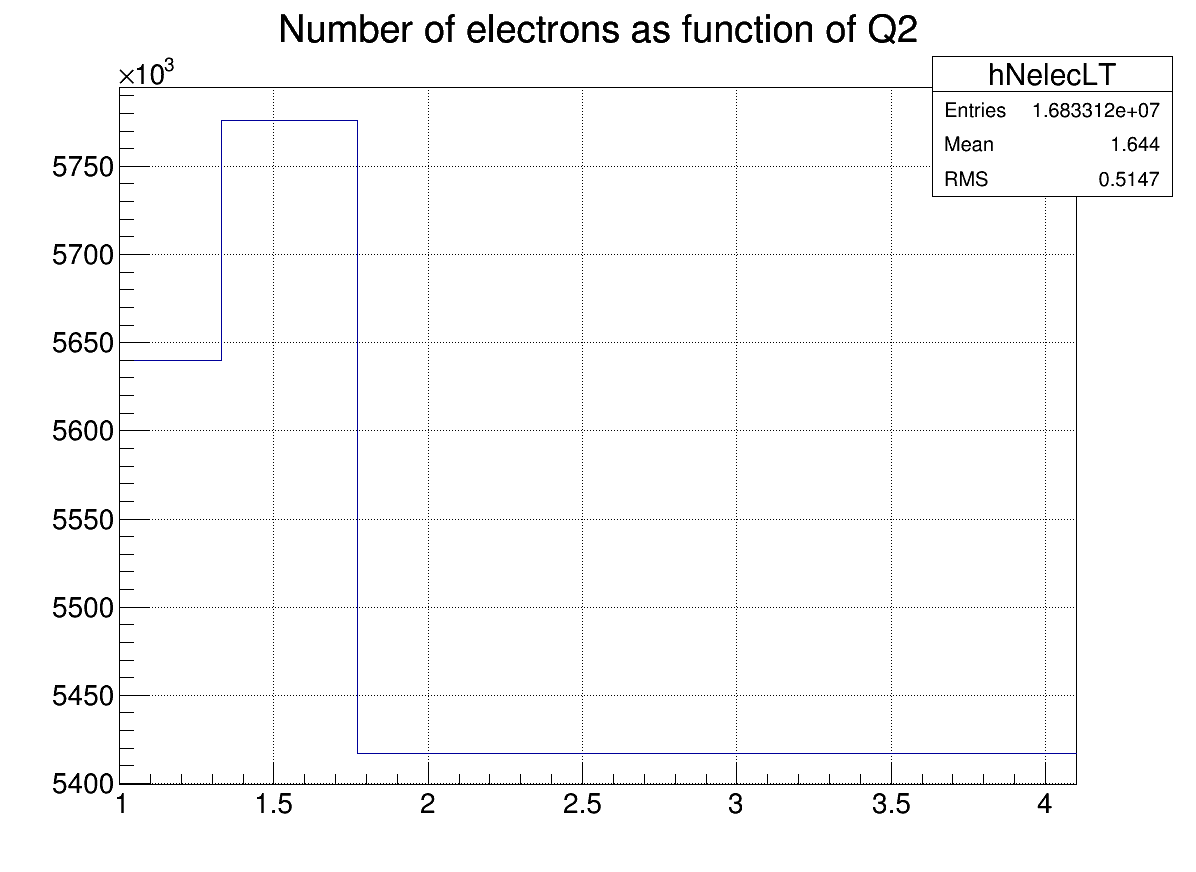 Number of electrons as function of Q2
×10³
hNelecLT
Entries 1.683312e+07
Mean 1.644
RMS 0.5147
5750
5700
5650
5600
5550
5500
5450
5400
1 1.5 2 2.5 3 3.5 4